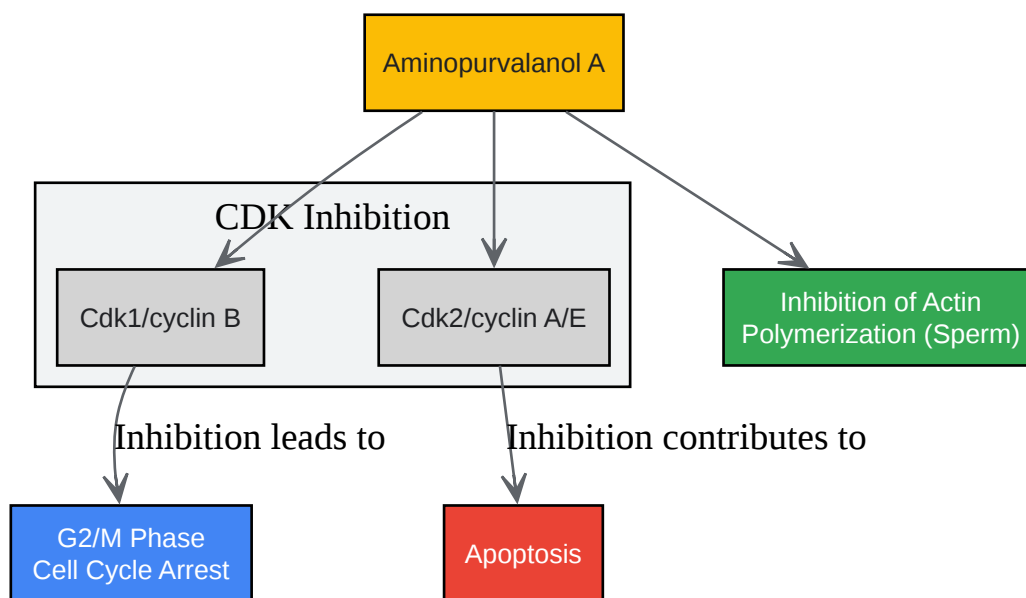 Aminopurvalanol A
CDK Inhibition
Cdk1/cyclin B
Cdk2/cyclin A/E
Inhibition of Actin
Polymerization (Sperm)
Inhibition leads to
Inhibition contributes to
G2/M Phase
Cell Cycle Arrest
Apoptosis